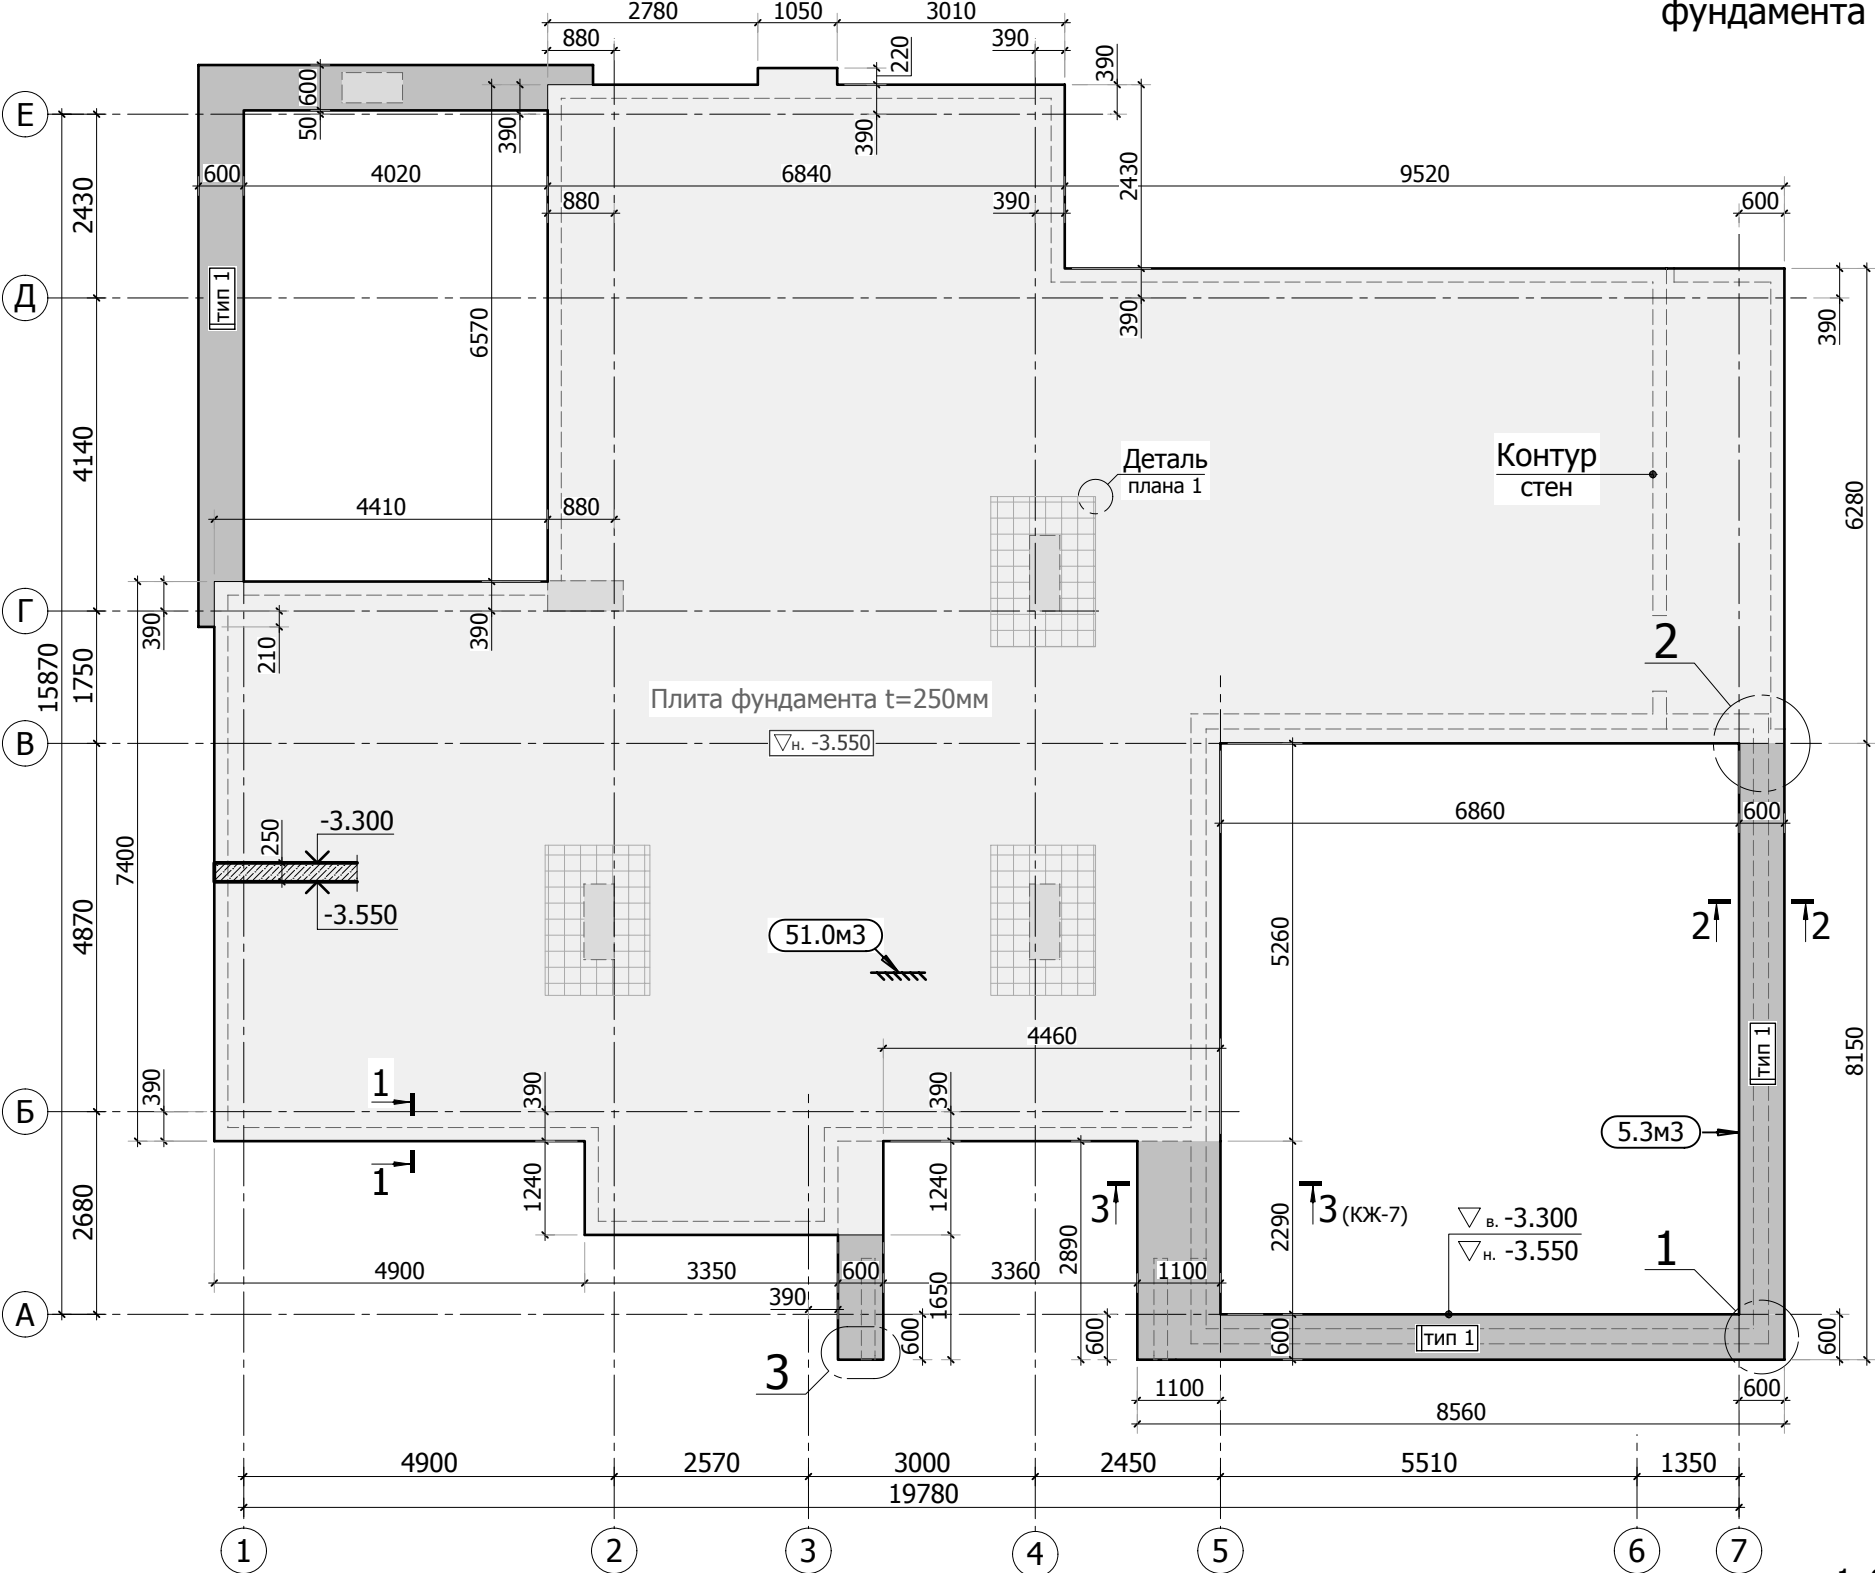 фундамента
2780 1050 3010
880 390 220 390
Е
600
50 390 390
600 4020 6840 9520
880 390 2430 600
2430
тип 1
Д
390 390
6570
4140
Деталь
плана 1
Контур
стен
4410 880
6280
Г
390 210 390
2
15870
1750
Плита фундамента t=250мм
В
н. -3.550
6860 600
250
-3.300
7400
-3.550
4870
51.0м3
5260
2 2
4460
тип 1
8150
390 1 390 390
Б
5.3м3
1
1240 1240
2680
3 3 (КЖ-7)
2290
2890
в. -3.300
н. -3.550
1
4900 3350 600 3360 1100
390 1650
А
600 600 600 600
тип 1
3
1100 600
8560
4900 2570 3000 2450 5510 1350
19780
1 2 3 4 5 6 7